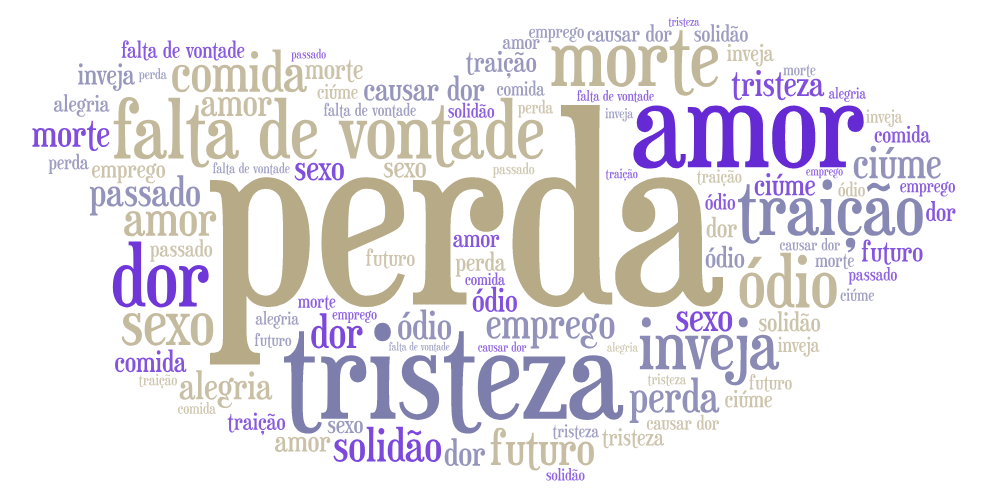 tristeza
emprego
causar dor
solidão
amor
falta de vontade
passado
morte
inveja
traição
inveja
perda
comida
morte
morte
tristeza
ciúme
causar dor
comida
alegria
alegria
amor
falta de vontade
solidão
falta de vontade
perda
inveja
amor
inveja
morte
falta de vontade
comida
perda
emprego
falta de vontade
sexo
sexo
passado
traição
traição
ciúme
emprego
ciúme
passado
perda
ódio
emprego
ódio
traição
amor
dor
dor
passado
amor
causar dor
futuro
futuro
perda
ódio
morte
passado
dor
comida
ódio
ódio
ciúme
morte
emprego
sexo
alegria
dor
ódio
emprego
sexo
solidão
futuro
falta de vontade
causar dor
alegria
inveja
inveja
comida
tristeza
traição
alegria
tristeza
futuro
comida
perda
ciúme
traição
sexo
causar dor
amor
solidão
dor
futuro
tristeza
tristeza
solidão